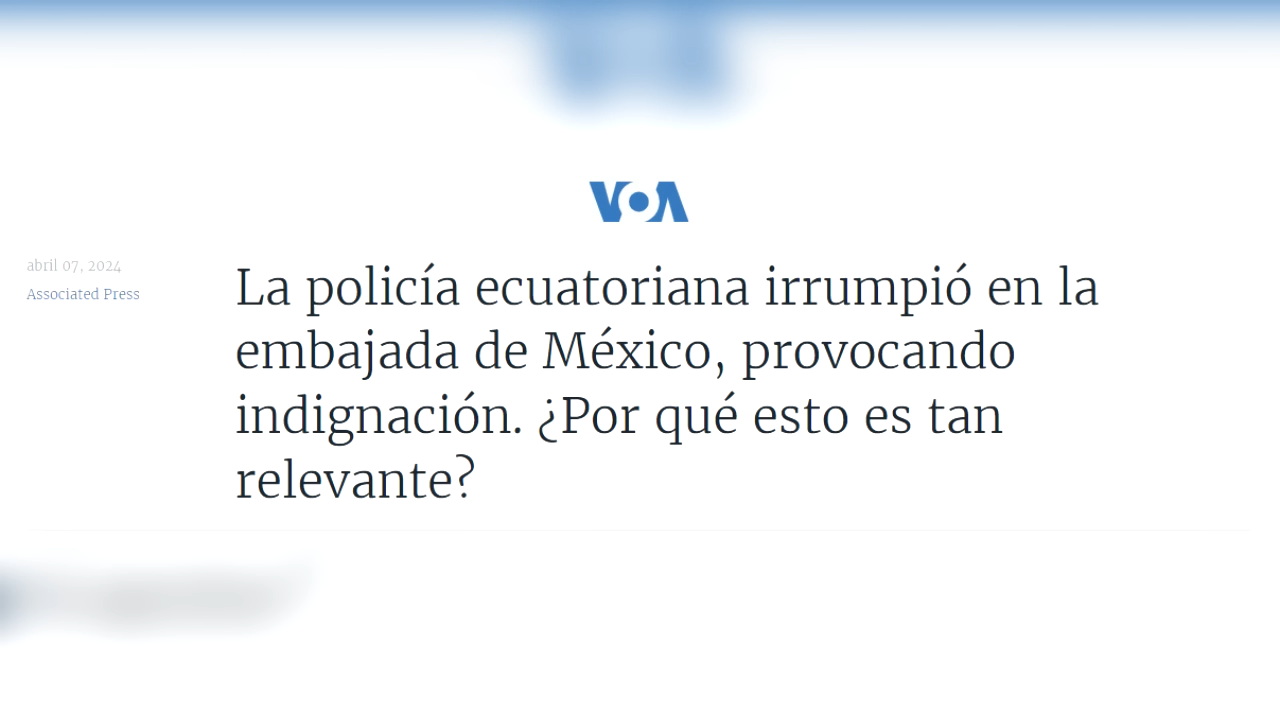 VOA
abril 07, 2024
Associated Press
La policía ecuatoriana irrumpió en la
embajada de México, provocando
indignación. ¿Por qué esto es tan
relevante?